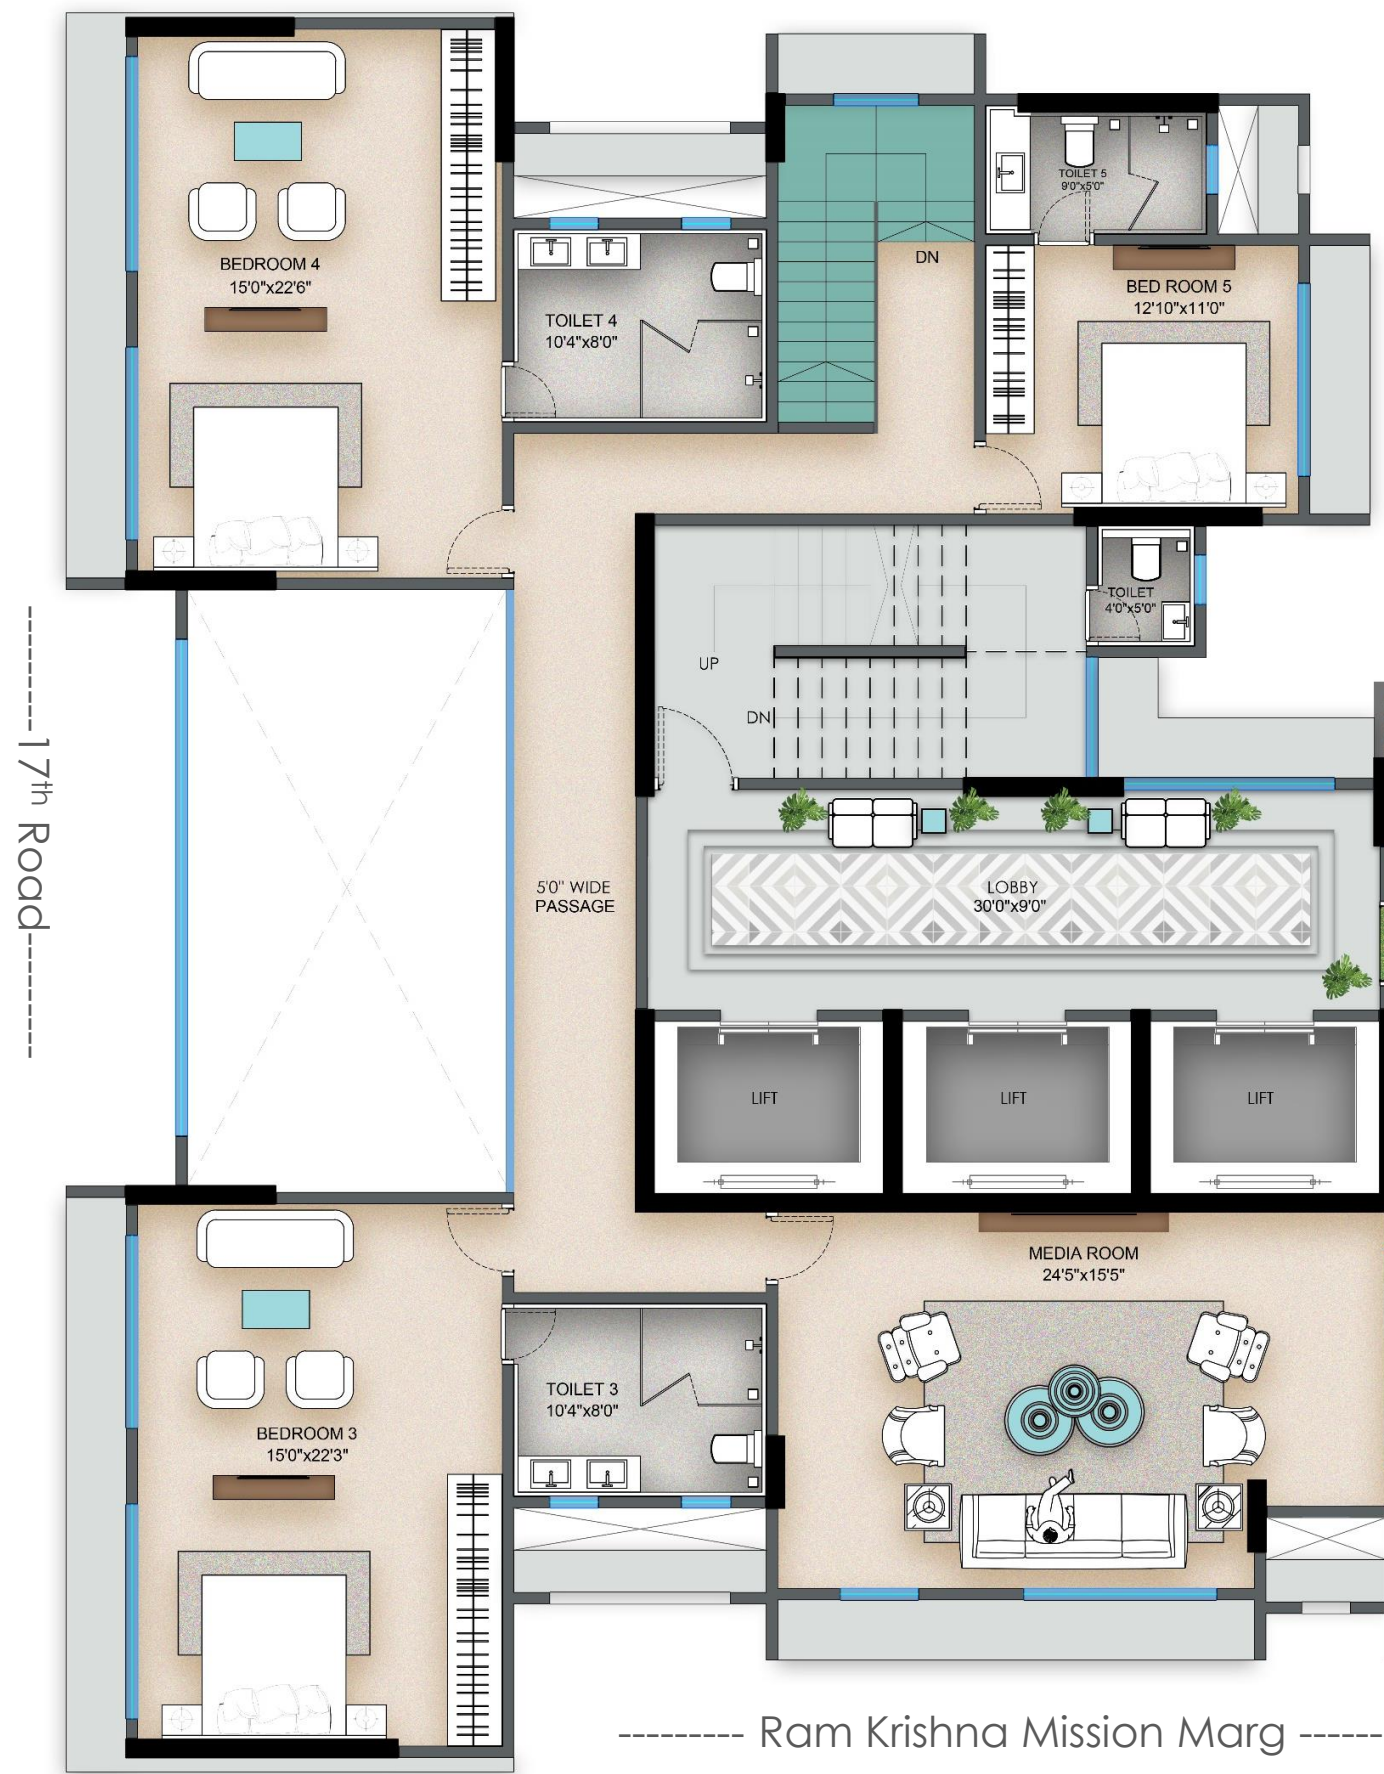 BEDROOM 4
15'0"x22'6"
TOILET 4
10'4"x8'0"
DN
TOILET 5
9'0"x5'0"
BED ROOM 5
12'10"x11'0"
TOILET
4'0"x5'0"
UP
DN
--------17th Road--------
5'0" WIDE
PASSAGE
LOBBY
30'0"x9'0"
LIFT
LIFT
LIFT
MEDIA ROOM
24'5"x15'5"
TOILET 3
10'4"x8'0"
BEDROOM 3
15'0"x22'3"
--------- Ram Krishna Mission Marg ------